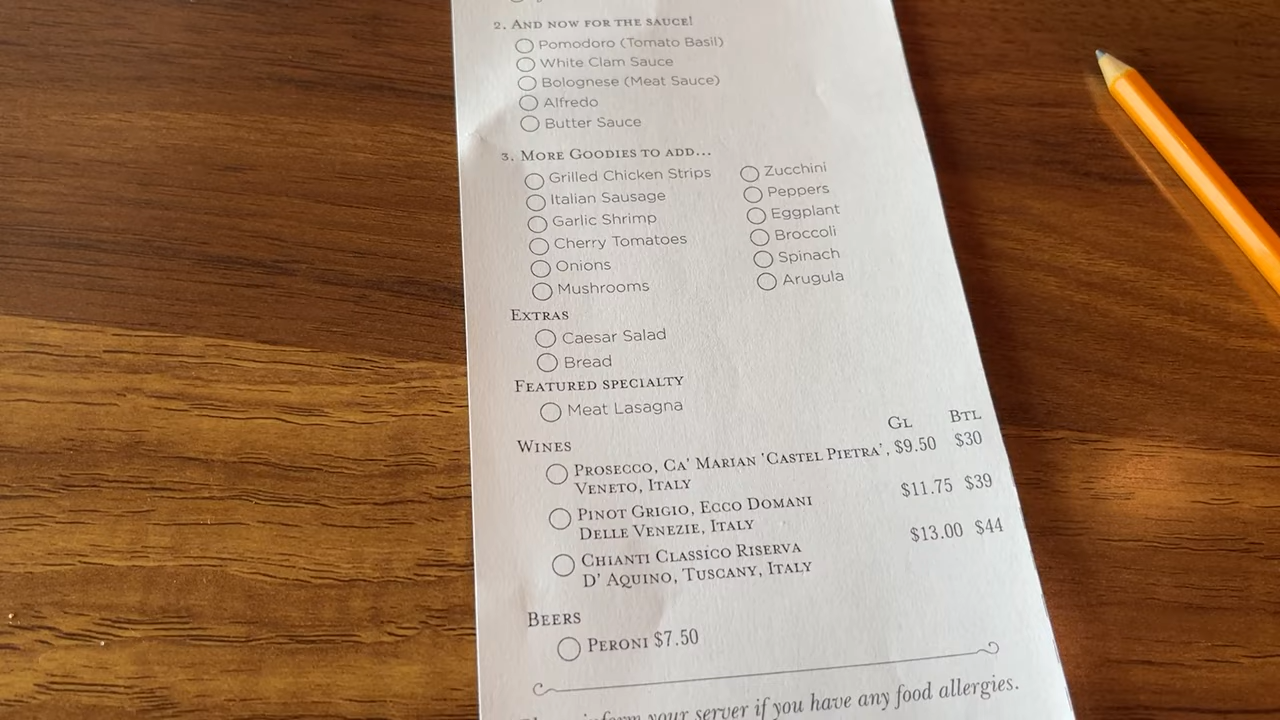 2. And now for the sauce!
Pomodoro (Tomato Basil)
White Clam Sauce
Bolognese (Meat Sauce)
Alfredo
Butter Sauce
3. More Goodies to add...
Grilled Chicken Strips
Italian Sausage
Garlic Shrimp
Cherry Tomatoes
Onions
Mushrooms
Zucchini
Peppers
Eggplant
Broccoli
Spinach
Arugula
Extras
Caesar Salad
Bread
Featured specialty
Meat Lasagna
Wines Gl Btl
Prosecco, Ca' Marian 'Castel Pietra', $9.50 $30
Veneto, Italy
Pinot Grigio, Ecco Domani $11.75 $39
Delle Venezie, Italy
Chianti Classico Riserva $13.00 $44
D' Aquino, Tuscany, Italy
Beers
Peroni $7.50
your server if you have any food allergies.